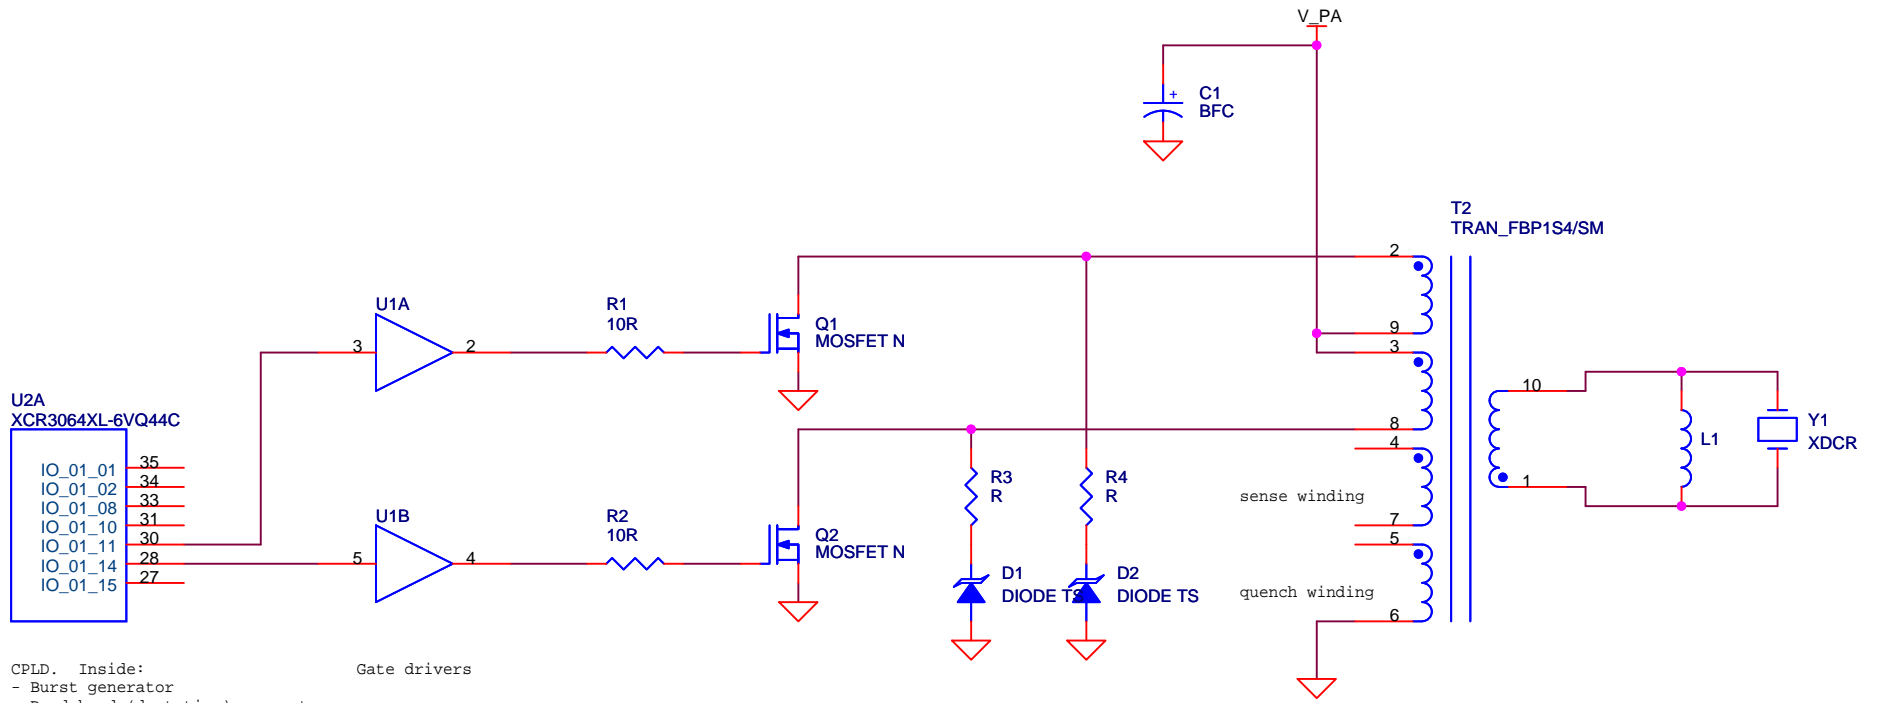 V_PA
+
C1
BFC
T2
TRAN_FBP1S4/SM
2
9
3
8
4
7
5
6
10
1
L1
Y1
XDCR
U1A
3
2
R1
10R
Q1
MOSFET N
U2A
XCR3064XL-6VQ44C
IO_01_01
35
IO_01_02
34
IO_01_08
33
IO_01_10
31
IO_01_11
30
IO_01_14
28
IO_01_15
27
U1B
5
4
R2
10R
Q2
MOSFET N
R3
R
R4
R
D1
DIODE TS
D2
DIODE TS
sense winding
quench winding
CPLD. Inside:
- Burst generator
Gate drivers